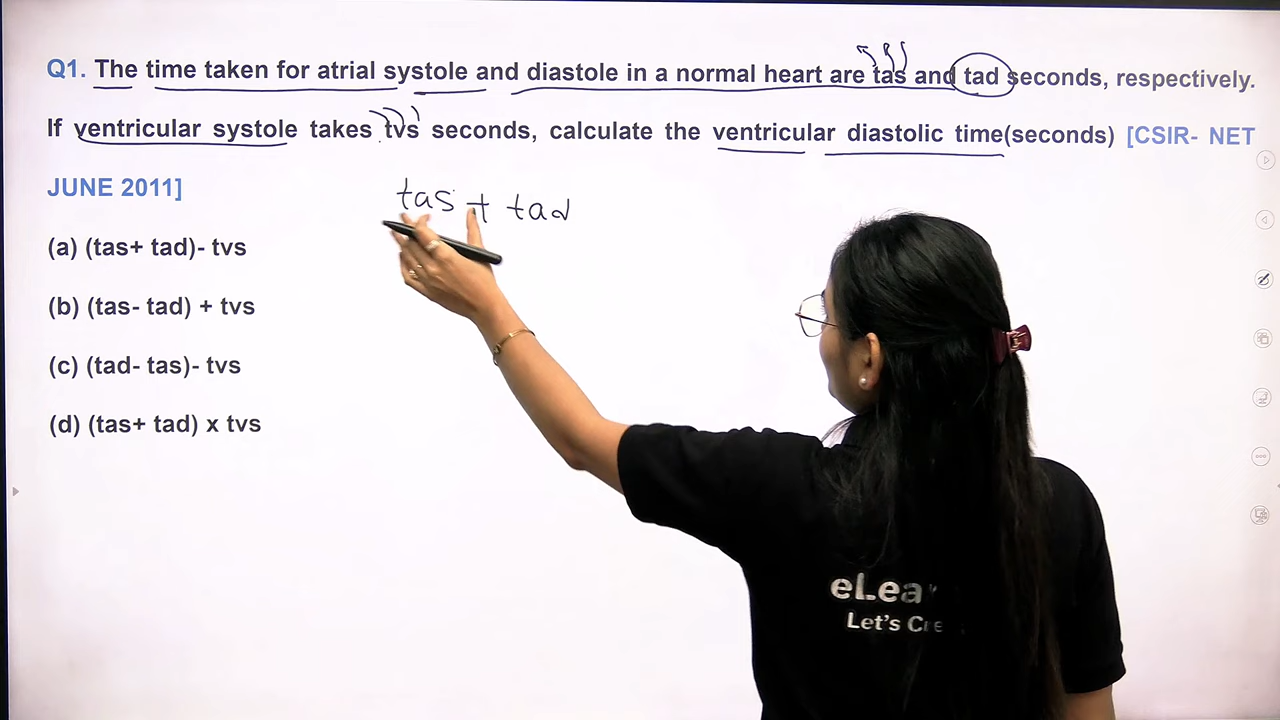 Q1. The time taken for atrial systole and diastole in a normal heart are tas and tad seconds, respectively.
If ventricular systole takes tvs seconds, calculate the ventricular diastolic time(seconds) [CSIR- NET
JUNE 2011]
tas + tad
(a) (tas+ tad)- tvs
(b) (tas- tad) + tvs
(c) (tad- tas)- tvs
(d) (tas+ tad) x tvs
eLea
Let's Cre